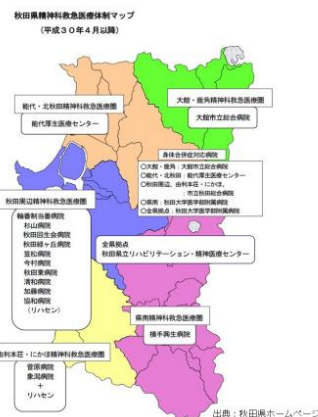 秋田県精神科救急医療体制マップ
（平成３０年４月以降）
大館・鹿角精神科救急医療圏
大館市立総合病院
能代・北秋田精神科救急医療圏
能代厚生医療センター
身体合併症対応病院
○大館・鹿角：大館市立総合病院
○能代・北秋田：能代厚生医療センター
○秋田周辺、由利本荘・にかほ、
：市立秋田総合病院
○県南：秋田大学医学部附属病院
○全県拠点：秋田大学医学部附属病院
秋田周辺精神科救急医療圏
輪番制当番病院
杉山病院
秋田回生会病院
秋田緑ヶ丘病院
笠松病院
今村病院
秋田東病院
清和病院
加藤病院
協和病院
（リハセン）
全県拠点
秋田県立リハビリテーション・精神医療センター
県南精神科救急医療圏
横手興生病院
由利本荘・にかほ精神科救急医療圏
菅原病院
象潟病院
＋
リハセン
出典：秋田県ホームページ